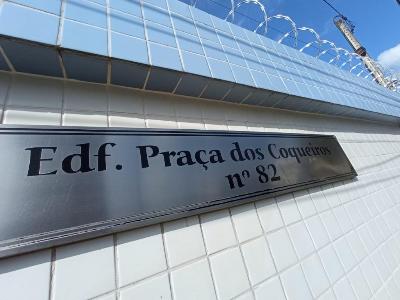 Edf. Praça dos Coqueiros
nº 82